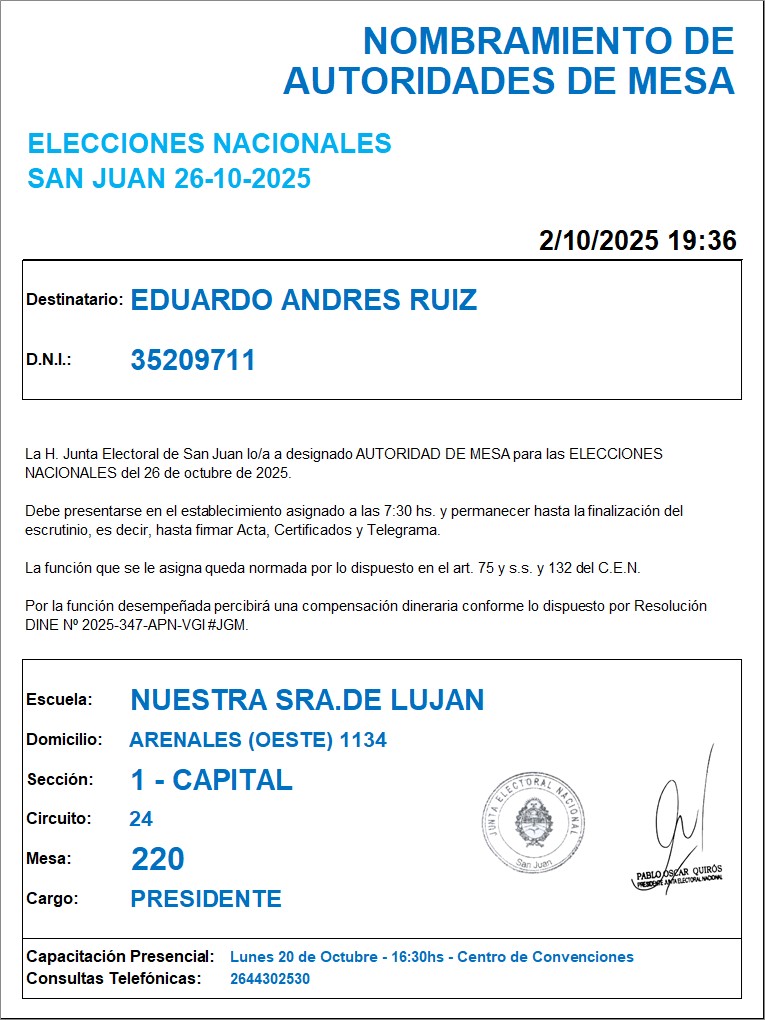 NOMBRAMIENTO DE
AUTORIDADES DE MESA
ELECCIONES NACIONALES
SAN JUAN 26-10-2025
2/10/2025 19:36
Destinatario: EDUARDO ANDRES RUIZ
D.N.I.: 35209711
La H. Junta Electoral de San Juan lo/a a designado AUTORIDAD DE MESA para las ELECCIONES
NACIONALES del 26 de octubre de 2025.
Debe presentarse en el establecimiento asignado a las 7:30 hs. y permanecer hasta la finalización del
escrutinio, es decir, hasta firmar Acta, Certificados y Telegrama.
La función que se le asigna queda normada por lo dispuesto en el art. 75 y s.s. y 132 del C.E.N.
Por la función desempeñada percibirá una compensación dineraria conforme lo dispuesto por Resolución
DINE Nº 2025-347-APN-VGI#JGM.
Escuela: NUESTRA SRA.DE LUJAN
Domicilio: ARENALES (OESTE) 1134
Sección: 1 - CAPITAL
Circuito: 24
Mesa: 220
Cargo: PRESIDENTE
JUNTA ELECTORAL NACIONAL
San Juan
PABLO OSCAR QUIRÓS
PRESIDENTE JUNTA ELECTORAL NACIONAL
Capacitación Presencial: Lunes 20 de Octubre - 16:30hs - Centro de Convenciones
Consultas Telefónicas: 2644302530